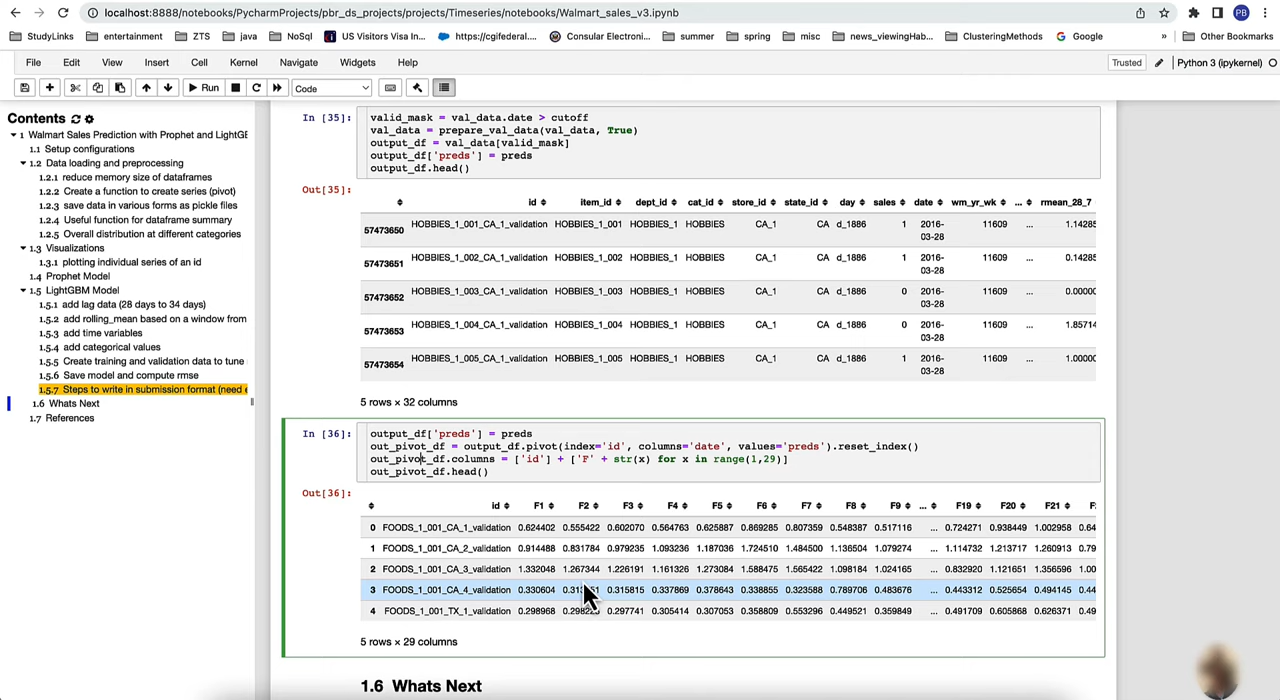 localhost:8888/notebooks/PycharmProjects/pbr_ds_projects/projects/Timeseries/notebooks/Walmart_sales_v3.ipynb PB
StudyLinks entertainment ZTS java NoSql US Visitors Visa In... https://cgifederal.... Consular Electroni... summer spring misc news_viewingHab... ClusteringMethods Google » Other Bookmarks
File Edit View Insert Cell Kernel Navigate Widgets Help Trusted Python 3 (ipykernel)
Run Code
Contents
1 Walmart Sales Prediction with Prophet and LightGB
1.1 Setup configurations
1.2 Data loading and preprocessing
1.2.1 reduce memory size of dataframes
1.2.2 Create a function to create series (pivot)
1.2.3 save data in various forms as pickle files
1.2.4 Useful function for dataframe summary
1.2.5 Overall distribution at different categories
1.3 Visualizations
1.3.1 plotting individual series of an id
1.4 Prophet Model
1.5 LightGBM Model
1.5.1 add lag data (28 days to 34 days)
1.5.2 add rolling_mean based on a window from
1.5.3 add time variables
1.5.4 add categorical values
1.5.5 Create training and validation data to tune
1.5.6 Save model and compute rmse
1.5.7 Steps to write in submission format (need
1.6 Whats Next
1.7 References
In [35]: valid_mask = val_data.date > cutoff
val_data = prepare_val_data(val_data, True)
output_df = val_data[valid_mask]
output_df['preds'] = preds
output_df.head()
Out[35]:
id item_id dept_id cat_id store_id state_id day sales date wm_yr_wk ... rmean_28_7
57473650 HOBBIES_1_001_CA_1_validation HOBBIES_1_001 HOBBIES_1 HOBBIES CA_1 CA d_1886 1 2016-03-28 11609 ... 1.14285
57473651 HOBBIES_1_002_CA_1_validation HOBBIES_1_002 HOBBIES_1 HOBBIES CA_1 CA d_1886 1 2016-03-28 11609 ... 0.14285
57473652 HOBBIES_1_003_CA_1_validation HOBBIES_1_003 HOBBIES_1 HOBBIES CA_1 CA d_1886 0 2016-03-28 11609 ... 0.00000
57473653 HOBBIES_1_004_CA_1_validation HOBBIES_1_004 HOBBIES_1 HOBBIES CA_1 CA d_1886 0 2016-03-28 11609 ... 1.85714
57473654 HOBBIES_1_005_CA_1_validation HOBBIES_1_005 HOBBIES_1 HOBBIES CA_1 CA d_1886 1 2016-03-28 11609 ... 1.00000
5 rows × 32 columns
In [36]: output_df['preds'] = preds
out_pivot_df = output_df.pivot(index='id', columns='date', values='preds').reset_index()
out_pivot_df.columns = ['id'] + ['F' + str(x) for x in range(1,29)]
out_pivot_df.head()
Out[36]:
id F1 F2 F3 F4 F5 F6 F7 F8 F9 ... F19 F20 F21
0 FOODS_1_001_CA_1_validation 0.624402 0.555422 0.602070 0.564763 0.625887 0.869285 0.807359 0.548387 0.517116 ... 0.724271 0.938449 1.002958 0.64
1 FOODS_1_001_CA_2_validation 0.914488 0.831784 0.979235 1.093236 1.187036 1.724510 1.484500 1.136504 1.079274 ... 1.114732 1.213717 1.260913 0.79
2 FOODS_1_001_CA_3_validation 1.332048 1.267344 1.226191 1.161326 1.273084 1.588475 1.565422 1.098184 1.024165 ... 0.832920 1.121651 1.356596 1.00
3 FOODS_1_001_CA_4_validation 0.330604 0.315815 0.337869 0.378643 0.338855 0.323588 0.789706 0.483676 ... 0.443312 0.525654 0.494145 0.44
4 FOODS_1_001_TX_1_validation 0.298968 0.297741 0.305414 0.307053 0.358809 0.553296 0.449521 0.359849 ... 0.491709 0.605868 0.626371 0.49
5 rows × 29 columns
1.6 Whats Next